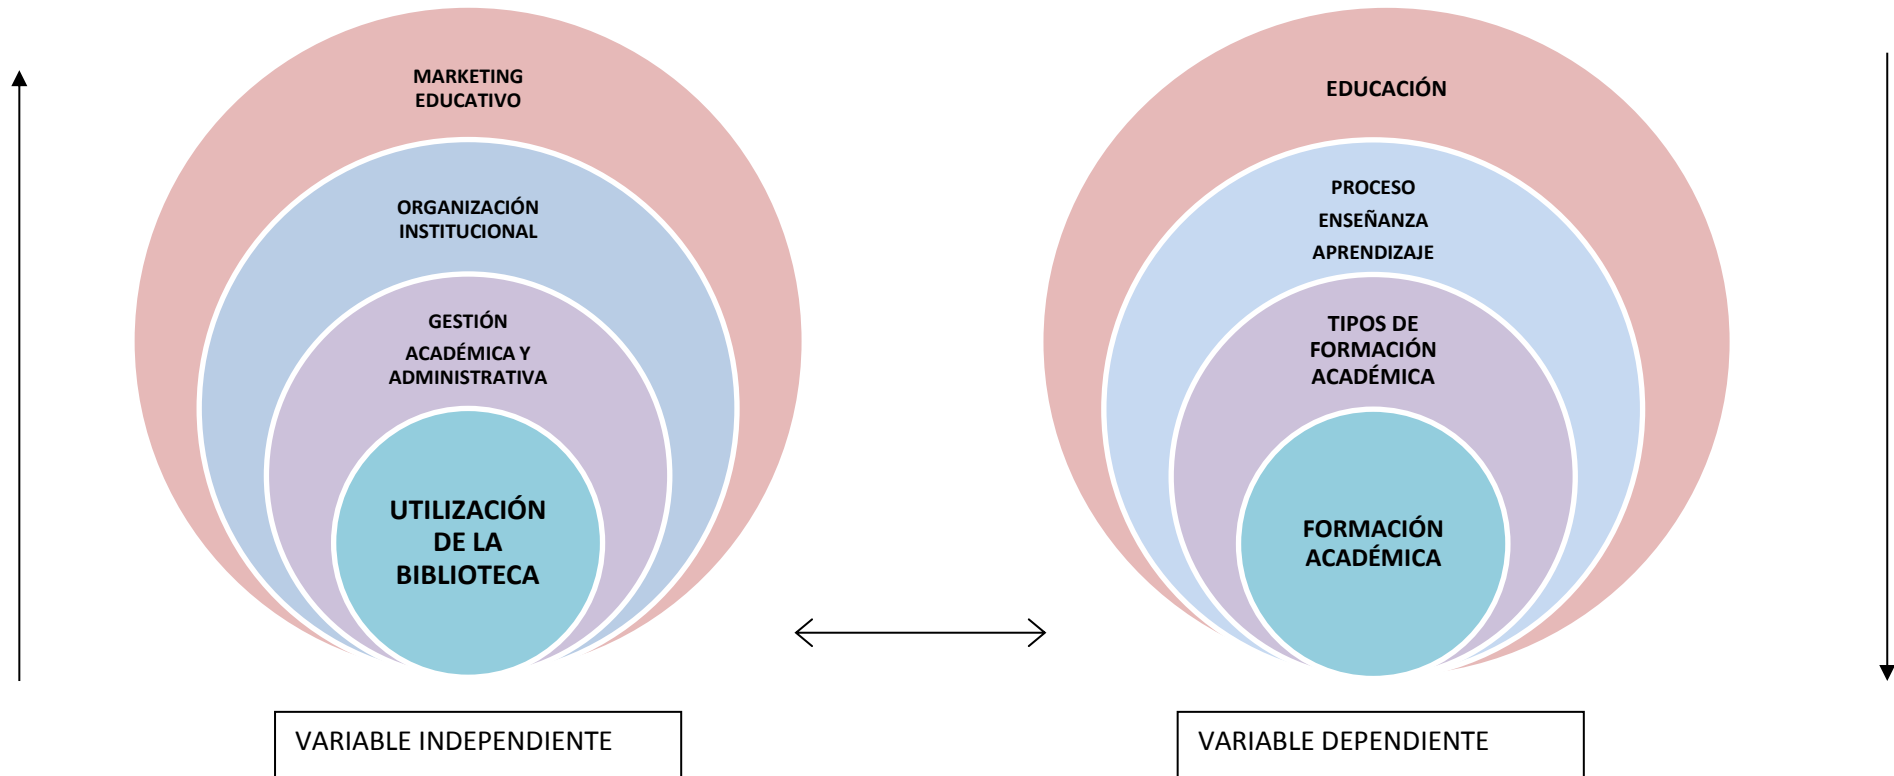 MARKETING
EDUCATIVO
ORGANIZACIÓN
INSTITUCIONAL
GESTIÓN
ACADÉMICA Y
ADMINISTRATIVA
UTILIZACIÓN
DE LA
BIBLIOTECA
VARIABLE INDEPENDIENTE
EDUCACIÓN
PROCESO
ENSEÑANZA
APRENDIZAJE
TIPOS DE
FORMACIÓN
ACADÉMICA
FORMACIÓN
ACADÉMICA
VARIABLE DEPENDIENTE